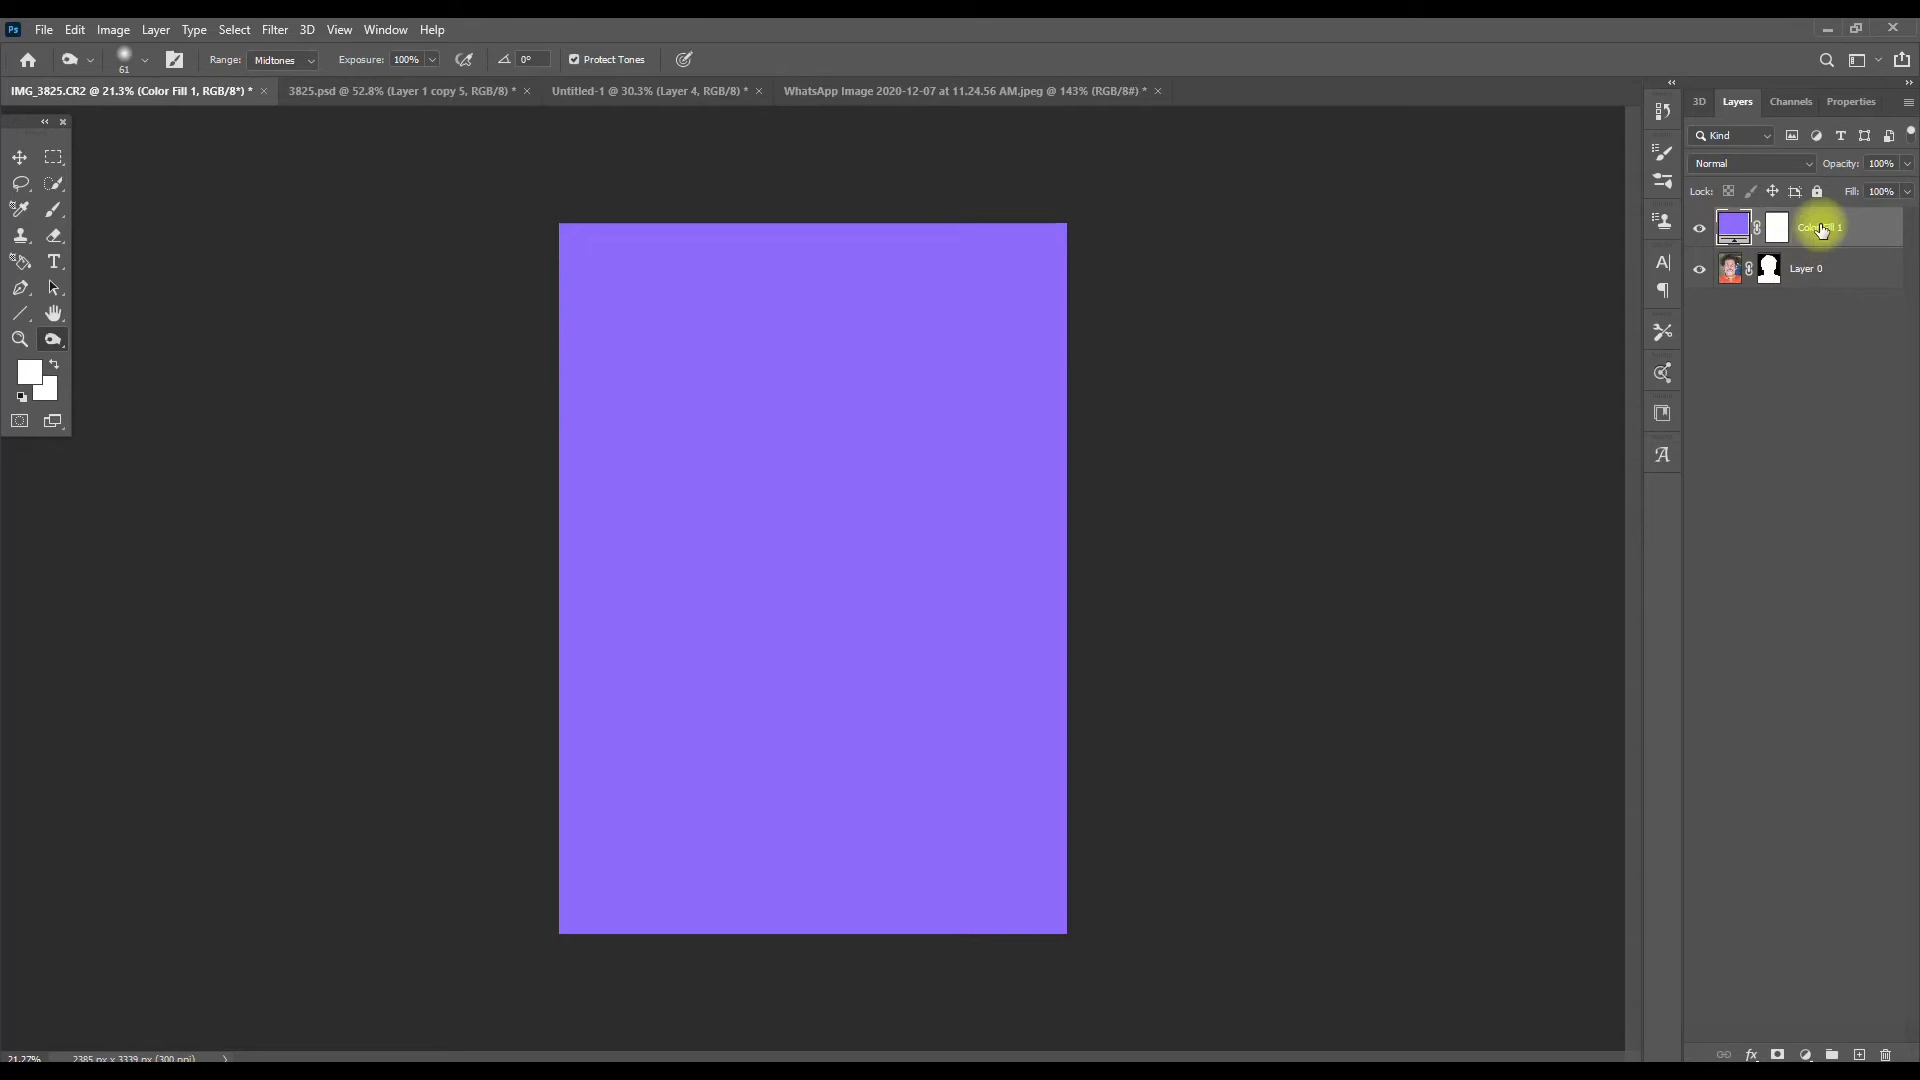 Ps File Edit Image Layer Type Select Filter 3D View Window Help
61 Range: Midtones Exposure: 100% 0° Protect Tones
IMG_3825.CR2 @ 21.3% (Color Fill 1, RGB/8*) * × 3825.psd @ 52.8% (Layer 1 copy 5, RGB/8) * × Untitled-1 @ 30.3% (Layer 4, RGB/8) * × WhatsApp Image 2020-12-07 at 11.24.56 AM.jpeg @ 143% (RGB/8#) * ×
3D Layers Channels Properties
Kind
Normal Opacity: 100%
Lock: Fill: 100%
Layer 0
21.27% 2385 px x 3339 px (300 ppi)